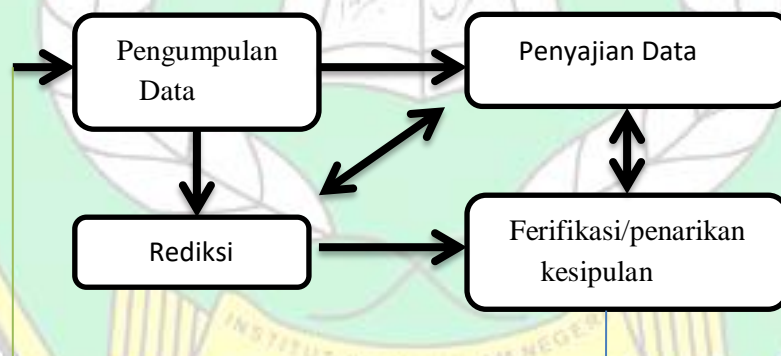 Pengumpulan
Data
Penyajian Data
Rediksi
Ferifikasi/penarikan
kesipulan